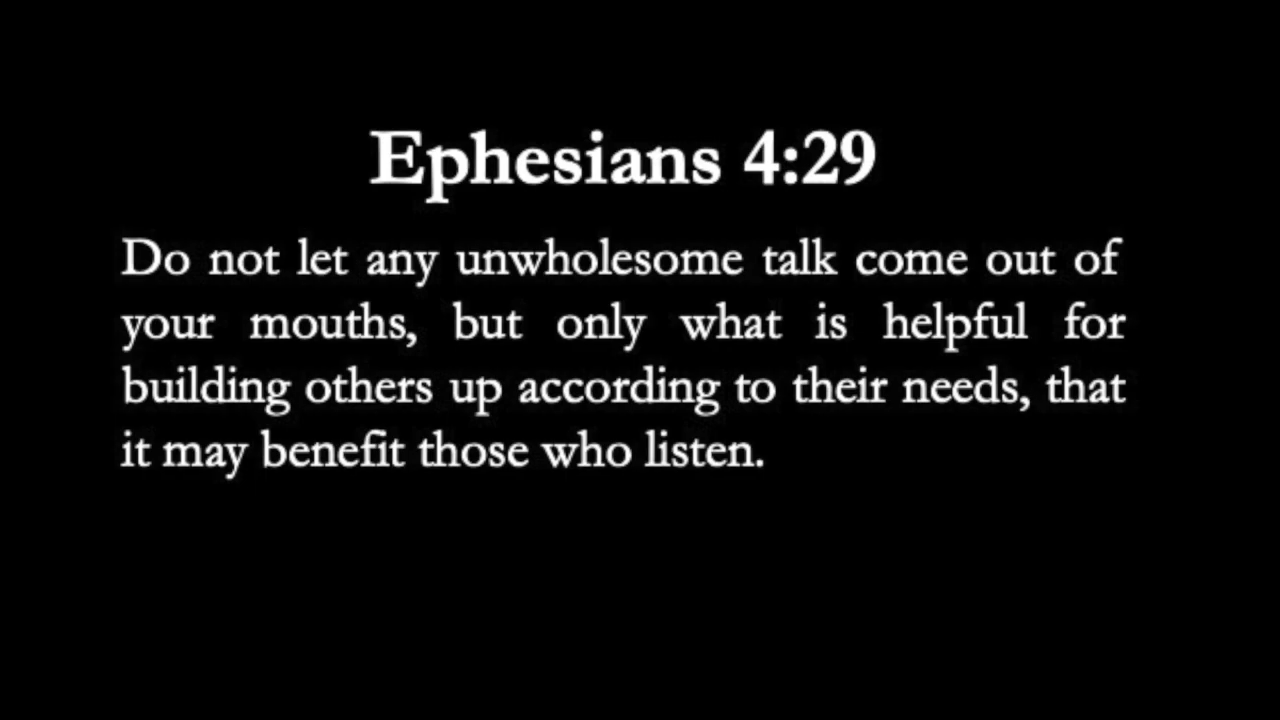 Ephesians 4:29
Do not let any unwholesome talk come out of
your mouths, but only what is helpful for
building others up according to their needs, that
it may benefit those who listen.